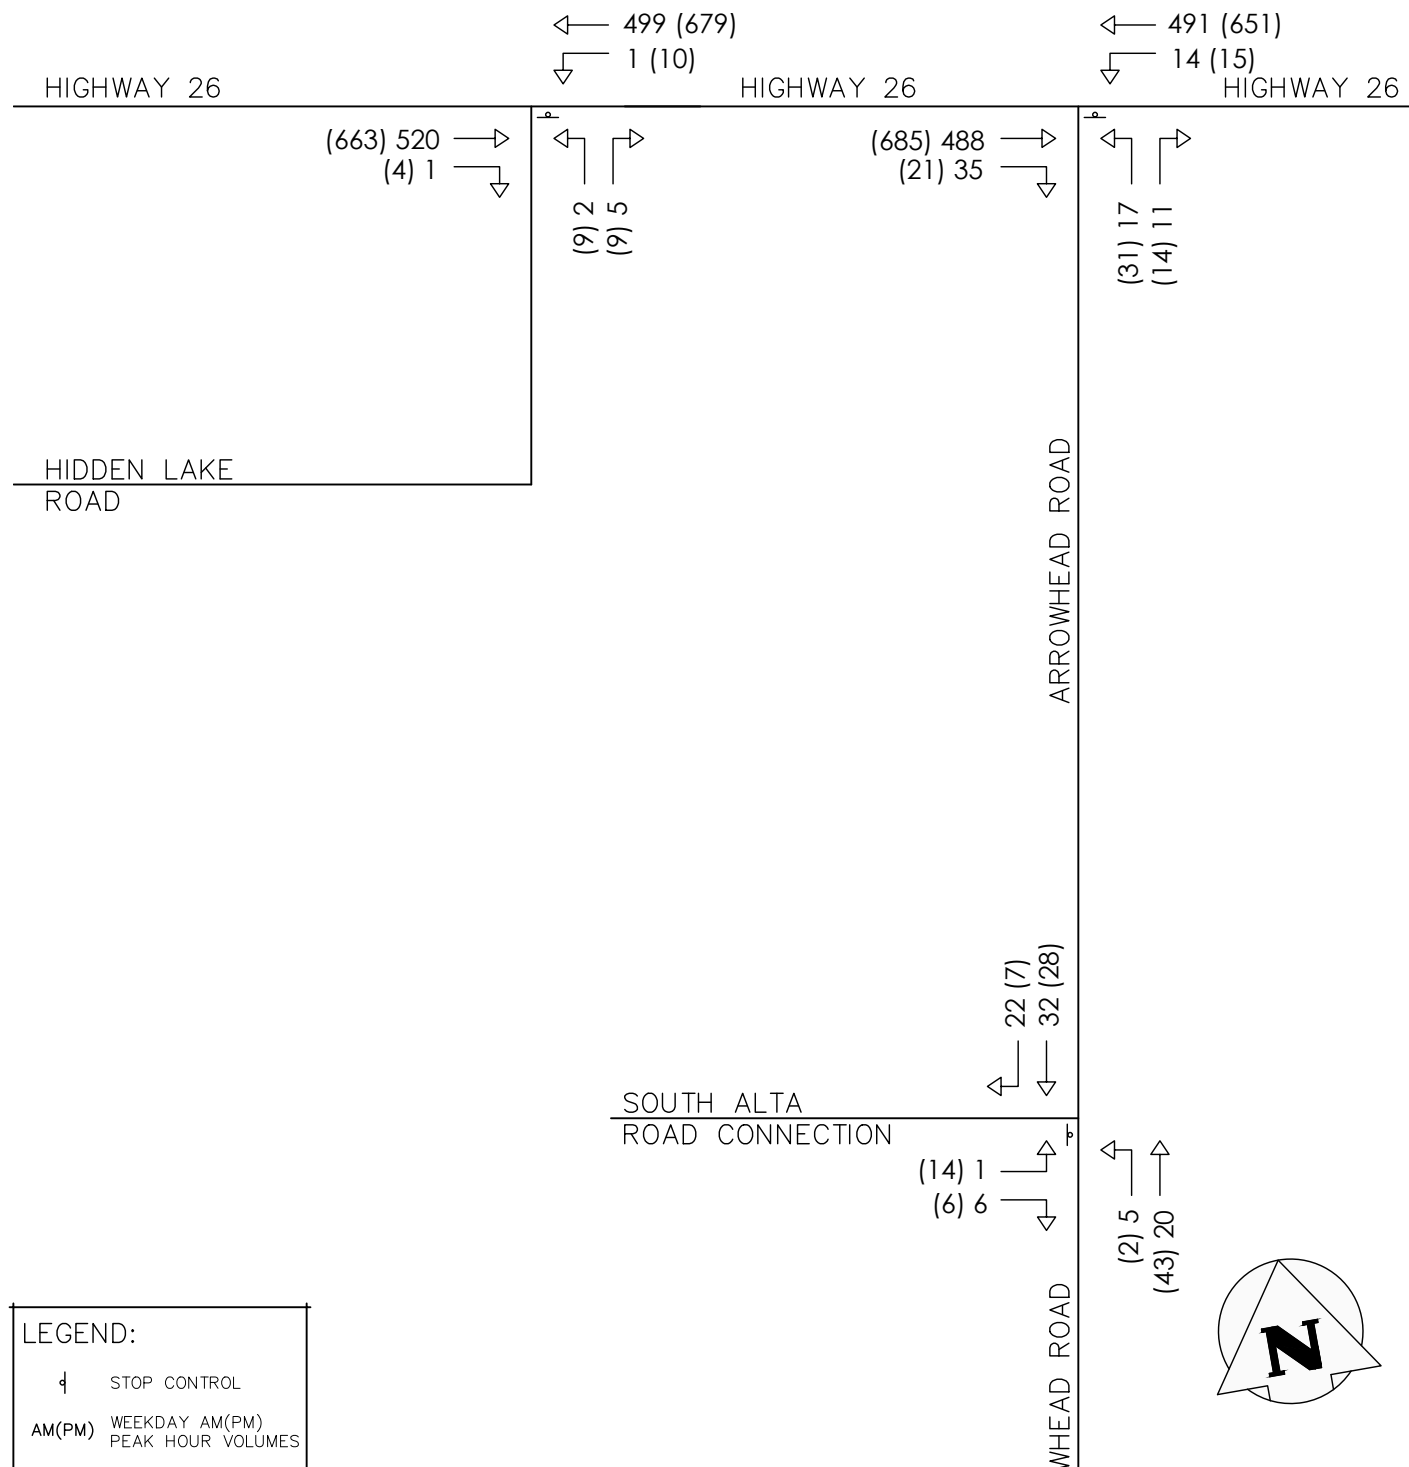 499 (679)
1 (10)
491 (651)
14 (15)
HIGHWAY 26
HIGHWAY 26
HIGHWAY 26
(663) 520
(4) 1
(685) 488
(21) 35
(9) 2
(9) 5
(31) 17
(14) 11
HIDDEN LAKE
ROAD
ARROWHEAD ROAD
22 (7)
32 (28)
SOUTH ALTA
ROAD CONNECTION
(14) 1
(6) 6
(2) 5
(43) 20
WHEAD ROAD
N
LEGEND:
STOP CONTROL
AM(PM) WEEKDAY AM(PM)
PEAK HOUR VOLUMES